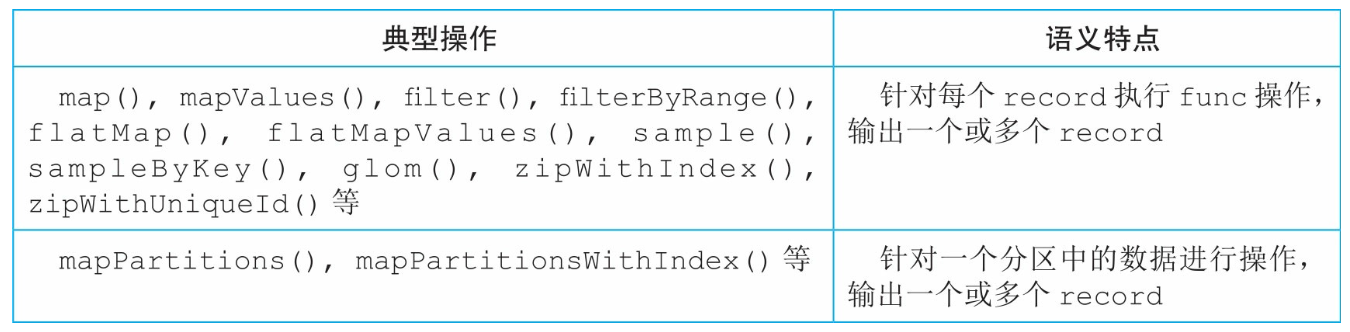 典型操作
语义特点
map(), mapValues(), filter(), filterByRange(),
flatMap(), flatMapValues(), sample(),
sampleByKey(), glom(), zipWithIndex(),
zipWithUniqueId() 等
针对每个 record 执行 func 操作，
输出一个或多个 record
mapPartitions(), mapPartitionsWithIndex() 等
针对一个分区中的数据进行操作，
输出一个或多个 record